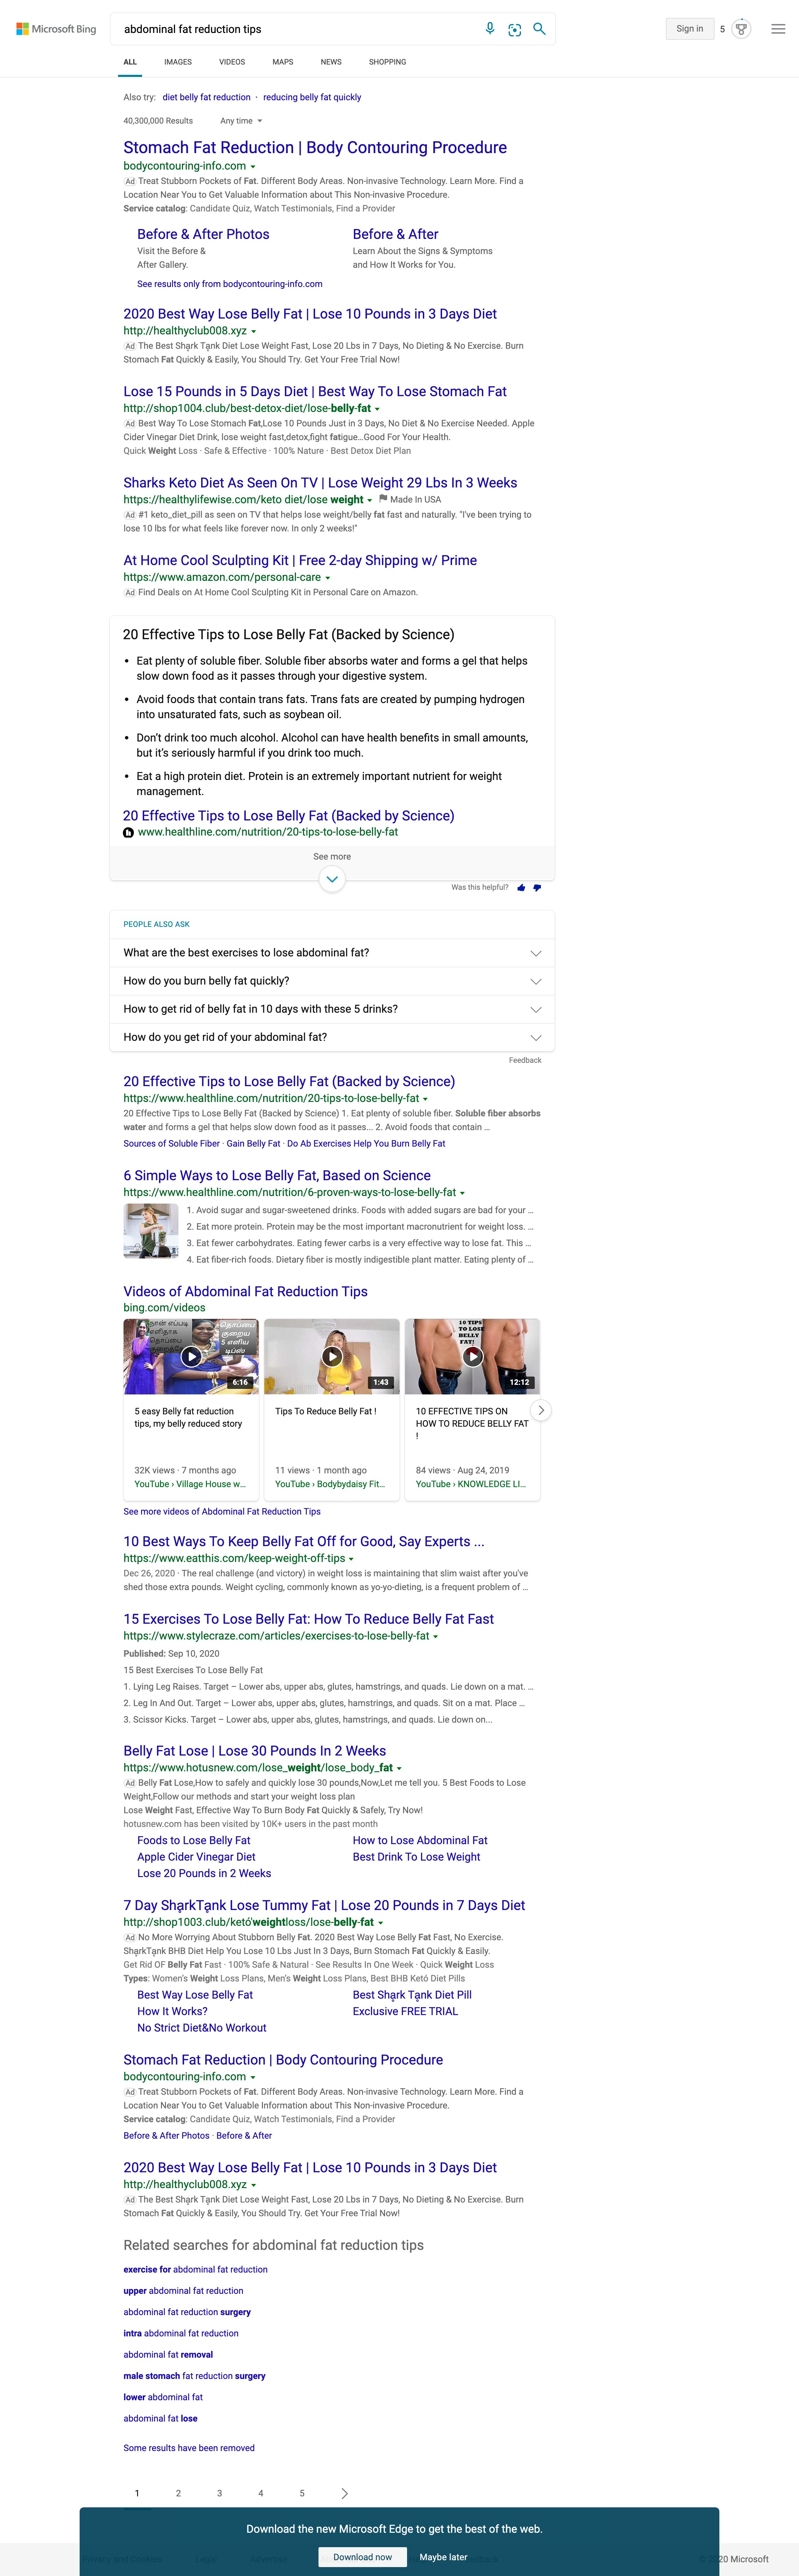 Microsoft Bing
abdominal fat reduction tips
Sign in
5
ALL
IMAGES
VIDEOS
MAPS
NEWS
SHOPPING
Also try: diet belly fat reduction · reducing belly fat quickly
40,300,000 Results
Any time
Stomach Fat Reduction | Body Contouring Procedure
bodycontouring-info.com
Ad Treat Stubborn Pockets of Fat. Different Body Areas. Non-invasive Technology. Learn More. Find a
Location Near You to Get Valuable Information about This Non-invasive Procedure.
Service catalog: Candidate Quiz, Watch Testimonials, Find a Provider
Before & After Photos
Visit the Before &
After Gallery.
Before & After
Learn About the Signs & Symptoms
and How It Works for You.
See results only from bodycontouring-info.com
2020 Best Way Lose Belly Fat | Lose 10 Pounds in 3 Days Diet
http://healthyclub008.xyz
Ad The Best Shąrk Tąnk Diet Lose Weight Fast, Lose 20 Lbs in 7 Days, No Dieting & No Exercise. Burn
Stomach Fat Quickly & Easily, You Should Try. Get Your Free Trial Now!
Lose 15 Pounds in 5 Days Diet | Best Way To Lose Stomach Fat
http://shop1004.club/best-detox-diet/lose-belly-fat
Ad Best Way To Lose Stomach Fat,Lose 10 Pounds Just in 3 Days, No Diet & No Exercise Needed. Apple
Cider Vinegar Diet Drink, lose weight fast,detox,fight fatigue...Good For Your Health.
Quick Weight Loss · Safe & Effective · 100% Nature · Best Detox Diet Plan
Sharks Keto Diet As Seen On TV | Lose Weight 29 Lbs In 3 Weeks
https://healthylifewise.com/keto diet/lose weight
Made In USA
Ad #1 keto_diet_pill as seen on TV that helps lose weight/belly fat fast and naturally. "I've been trying to
lose 10 lbs for what feels like forever now. In only 2 weeks!"
At Home Cool Sculpting Kit | Free 2-day Shipping w/ Prime
https://www.amazon.com/personal-care
Ad Find Deals on At Home Cool Sculpting Kit in Personal Care on Amazon.
20 Effective Tips to Lose Belly Fat (Backed by Science)
• Eat plenty of soluble fiber. Soluble fiber absorbs water and forms a gel that helps
slow down food as it passes through your digestive system.
• Avoid foods that contain trans fats. Trans fats are created by pumping hydrogen
into unsaturated fats, such as soybean oil.
• Don't drink too much alcohol. Alcohol can have health benefits in small amounts,
but it's seriously harmful if you drink too much.
• Eat a high protein diet. Protein is an extremely important nutrient for weight
management.
20 Effective Tips to Lose Belly Fat (Backed by Science)
www.healthline.com/nutrition/20-tips-to-lose-belly-fat
See more
Was this helpful?
PEOPLE ALSO ASK
What are the best exercises to lose abdominal fat?
How do you burn belly fat quickly?
How to get rid of belly fat in 10 days with these 5 drinks?
How do you get rid of your abdominal fat?
Feedback
20 Effective Tips to Lose Belly Fat (Backed by Science)
https://www.healthline.com/nutrition/20-tips-to-lose-belly-fat
20 Effective Tips to Lose Belly Fat (Backed by Science) 1. Eat plenty of soluble fiber. Soluble fiber absorbs
water and forms a gel that helps slow down food as it passes... 2. Avoid foods that contain ...
Sources of Soluble Fiber · Gain Belly Fat · Do Ab Exercises Help You Burn Belly Fat
6 Simple Ways to Lose Belly Fat, Based on Science
https://www.healthline.com/nutrition/6-proven-ways-to-lose-belly-fat
1. Avoid sugar and sugar-sweetened drinks. Foods with added sugars are bad for your ...
2. Eat more protein. Protein may be the most important macronutrient for weight loss. ...
3. Eat fewer carbohydrates. Eating fewer carbs is a very effective way to lose fat. This ...
4. Eat fiber-rich foods. Dietary fiber is mostly indigestible plant matter. Eating plenty of ...
Videos of Abdominal Fat Reduction Tips
bing.com/videos
நான் எப்படி
எளிதாக
தொப்பை
தொப்பை
குறைய
5 எளிய
டிப்ஸ்
6:16
1:43
10 TIPS
TO LOSE
BELLY
FAT!
12:12
5 easy Belly fat reduction
tips, my belly reduced story
32K views · 7 months ago
YouTube › Village House w...
Tips To Reduce Belly Fat !
11 views · 1 month ago
YouTube › Bodybydaisy Fit...
10 EFFECTIVE TIPS ON
HOW TO REDUCE BELLY FAT
!
84 views · Aug 24, 2019
YouTube › KNOWLEDGE LI...
See more videos of Abdominal Fat Reduction Tips
10 Best Ways To Keep Belly Fat Off for Good, Say Experts ...
https://www.eatthis.com/keep-weight-off-tips
Dec 26, 2020 · The real challenge (and victory) in weight loss is maintaining that slim waist after you've
shed those extra pounds. Weight cycling, commonly known as yo-yo-dieting, is a frequent problem of ...
15 Exercises To Lose Belly Fat: How To Reduce Belly Fat Fast
https://www.stylecraze.com/articles/exercises-to-lose-belly-fat
Published: Sep 10, 2020
15 Best Exercises To Lose Belly Fat
1. Lying Leg Raises. Target – Lower abs, upper abs, glutes, hamstrings, and quads. Lie down on a mat. ...
2. Leg In And Out. Target – Lower abs, upper abs, glutes, hamstrings, and quads. Sit on a mat. Place ...
3. Scissor Kicks. Target – Lower abs, upper abs, glutes, hamstrings, and quads. Lie down on...
Belly Fat Lose | Lose 30 Pounds In 2 Weeks
https://www.hotusnew.com/lose_weight/lose_body_fat
Ad Belly Fat Lose,How to safely and quickly lose 30 pounds,Now,Let me tell you. 5 Best Foods to Lose
Weight,Follow our methods and start your weight loss plan
Lose Weight Fast, Effective Way To Burn Body Fat Quickly & Safely, Try Now!
hotusnew.com has been visited by 10K+ users in the past month
Foods to Lose Belly Fat
How to Lose Abdominal Fat
Apple Cider Vinegar Diet
Best Drink To Lose Weight
Lose 20 Pounds in 2 Weeks
7 Day ShąrkTąnk Lose Tummy Fat | Lose 20 Pounds in 7 Days Diet
http://shop1003.club/ketó'weightloss/lose-belly-fat
Ad No More Worrying About Stubborn Belly Fat. 2020 Best Way Lose Belly Fat Fast, No Exercise.
ShąrkTąnk BHB Diet Help You Lose 10 Lbs Just In 3 Days, Burn Stomach Fat Quickly & Easily.
Get Rid OF Belly Fat Fast · 100% Safe & Natural · See Results In One Week · Quick Weight Loss
Types: Women's Weight Loss Plans, Men's Weight Loss Plans, Best BHB Ketó Diet Pills
Best Way Lose Belly Fat
Best Shąrk Tąnk Diet Pill
How It Works?
Exclusive FREE TRIAL
No Strict Diet&No Workout
Stomach Fat Reduction | Body Contouring Procedure
bodycontouring-info.com
Ad Treat Stubborn Pockets of Fat. Different Body Areas. Non-invasive Technology. Learn More. Find a
Location Near You to Get Valuable Information about This Non-invasive Procedure.
Service catalog: Candidate Quiz, Watch Testimonials, Find a Provider
Before & After Photos · Before & After
2020 Best Way Lose Belly Fat | Lose 10 Pounds in 3 Days Diet
http://healthyclub008.xyz
Ad The Best Shąrk Tąnk Diet Lose Weight Fast, Lose 20 Lbs in 7 Days, No Dieting & No Exercise. Burn
Stomach Fat Quickly & Easily, You Should Try. Get Your Free Trial Now!
Related searches for abdominal fat reduction tips
exercise for abdominal fat reduction
upper abdominal fat reduction
abdominal fat reduction surgery
intra abdominal fat reduction
abdominal fat removal
male stomach fat reduction surgery
lower abdominal fat
abdominal fat lose
Some results have been removed
1
2
3
4
5
Download the new Microsoft Edge to get the best of the web.
Download now
Maybe later
20 Microsoft